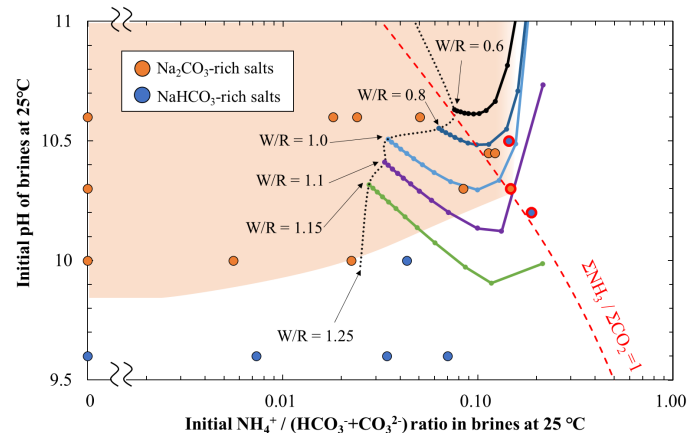 11
W/R = 0.6
Na₂CO₃-rich salts
NaHCO₃-rich salts
W/R = 0.8
10.5
W/R = 1.0
W/R = 1.1
W/R = 1.15
10
W/R = 1.25
ΣNH₃ / ΣCO₂ =1
9.5
0
0.01
0.10
1.00
Initial pH of brines at 25℃
Initial NH₄⁺ / (HCO₃⁻+CO₃²⁻) ratio in brines at 25 ℃